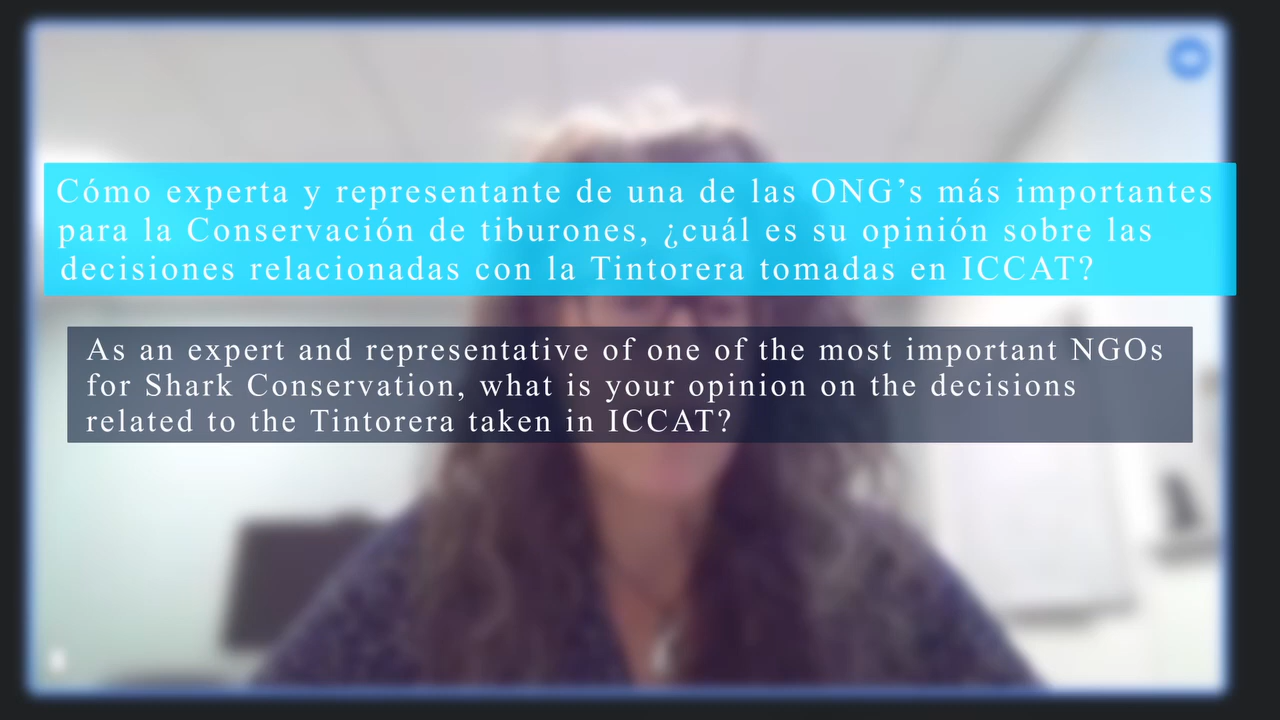 Cómo experta y representante de una de las ONG’s más importantes
para la Conservación de tiburones, ¿cuál es su opinión sobre las
decisiones relacionadas con la Tintorera tomadas en ICCAT?
As an expert and representative of one of the most important NGOs
for Shark Conservation, what is your opinion on the decisions
related to the Tintorera taken in ICCAT?